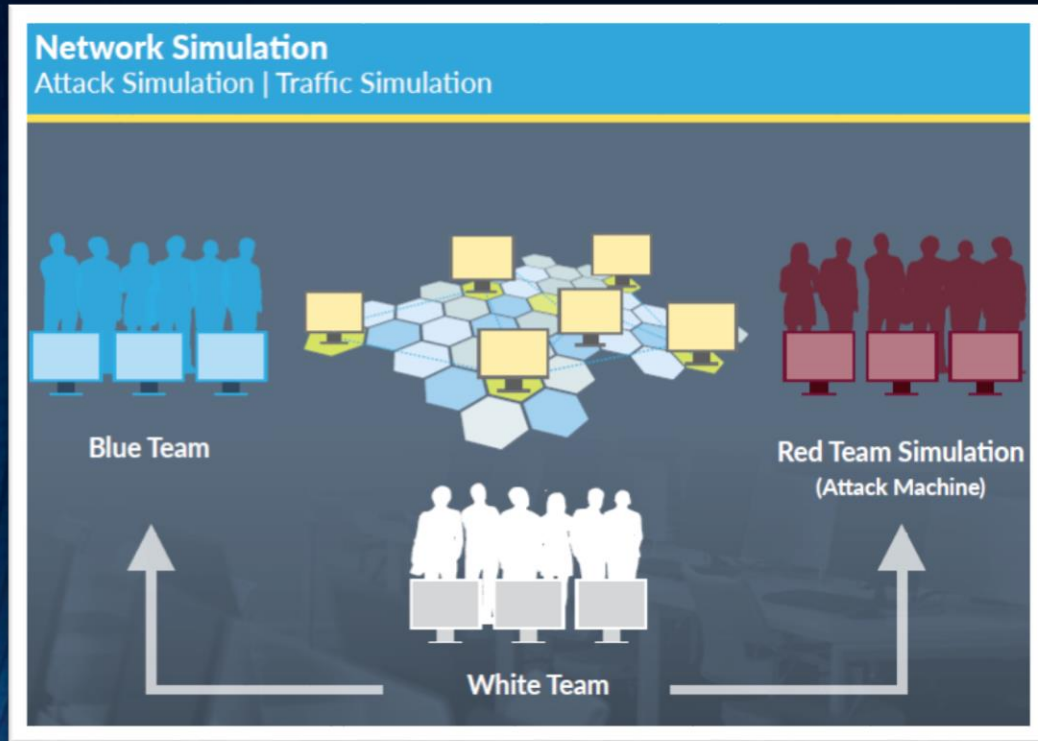 Network Simulation
Attack Simulation | Traffic Simulation
Blue Team
Red Team Simulation
(Attack Machine)
White Team